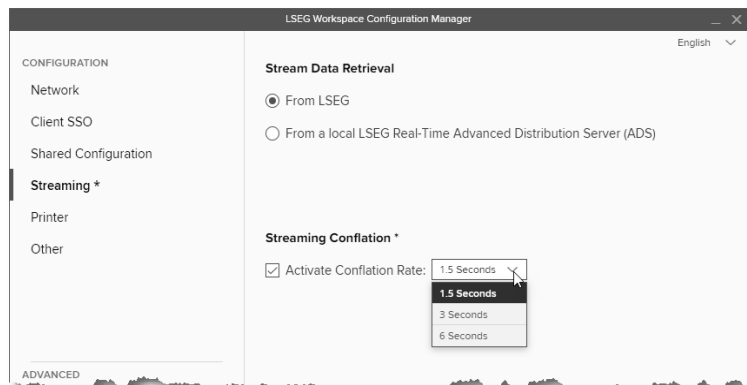 LSEG Workspace Configuration Manager
English
CONFIGURATION
Network
Client SSO
Shared Configuration
Streaming *
Printer
Other
ADVANCED
Stream Data Retrieval
From LSEG
From a local LSEG Real-Time Advanced Distribution Server (ADS)
Streaming Conflation *
Activate Conflation Rate: 1.5 Seconds
1.5 Seconds
3 Seconds
6 Seconds